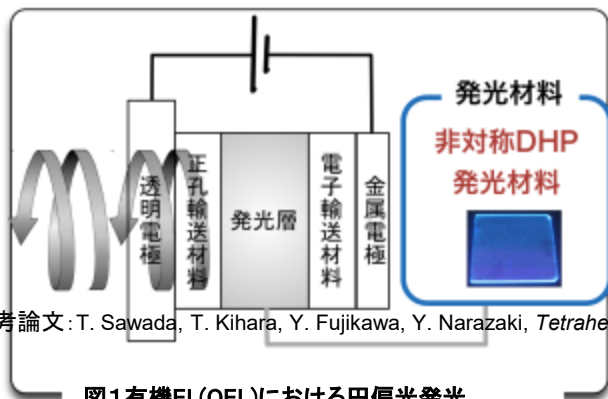 発光材料
非対称DHP
発光材料
透明電極
正孔輸送材料
発光層
電子輸送材料
金属電極
考論文:T. Sawada, T. Kihara, Y. Fujikawa, Y. Narazaki,
図1有機EL(OEL)における円偏光発光